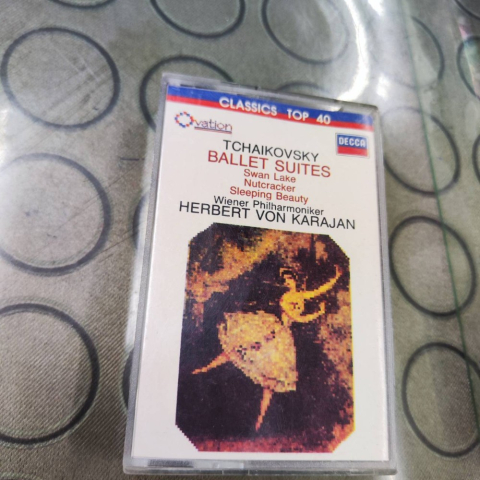 CLASSICS TOP 40
Ovation
DECCA
TCHAIKOVSKY
BALLET SUITES
Swan Lake
Nutcracker
Sleeping Beauty
Wiener Philharmoniker
HERBERT VON KARAJAN